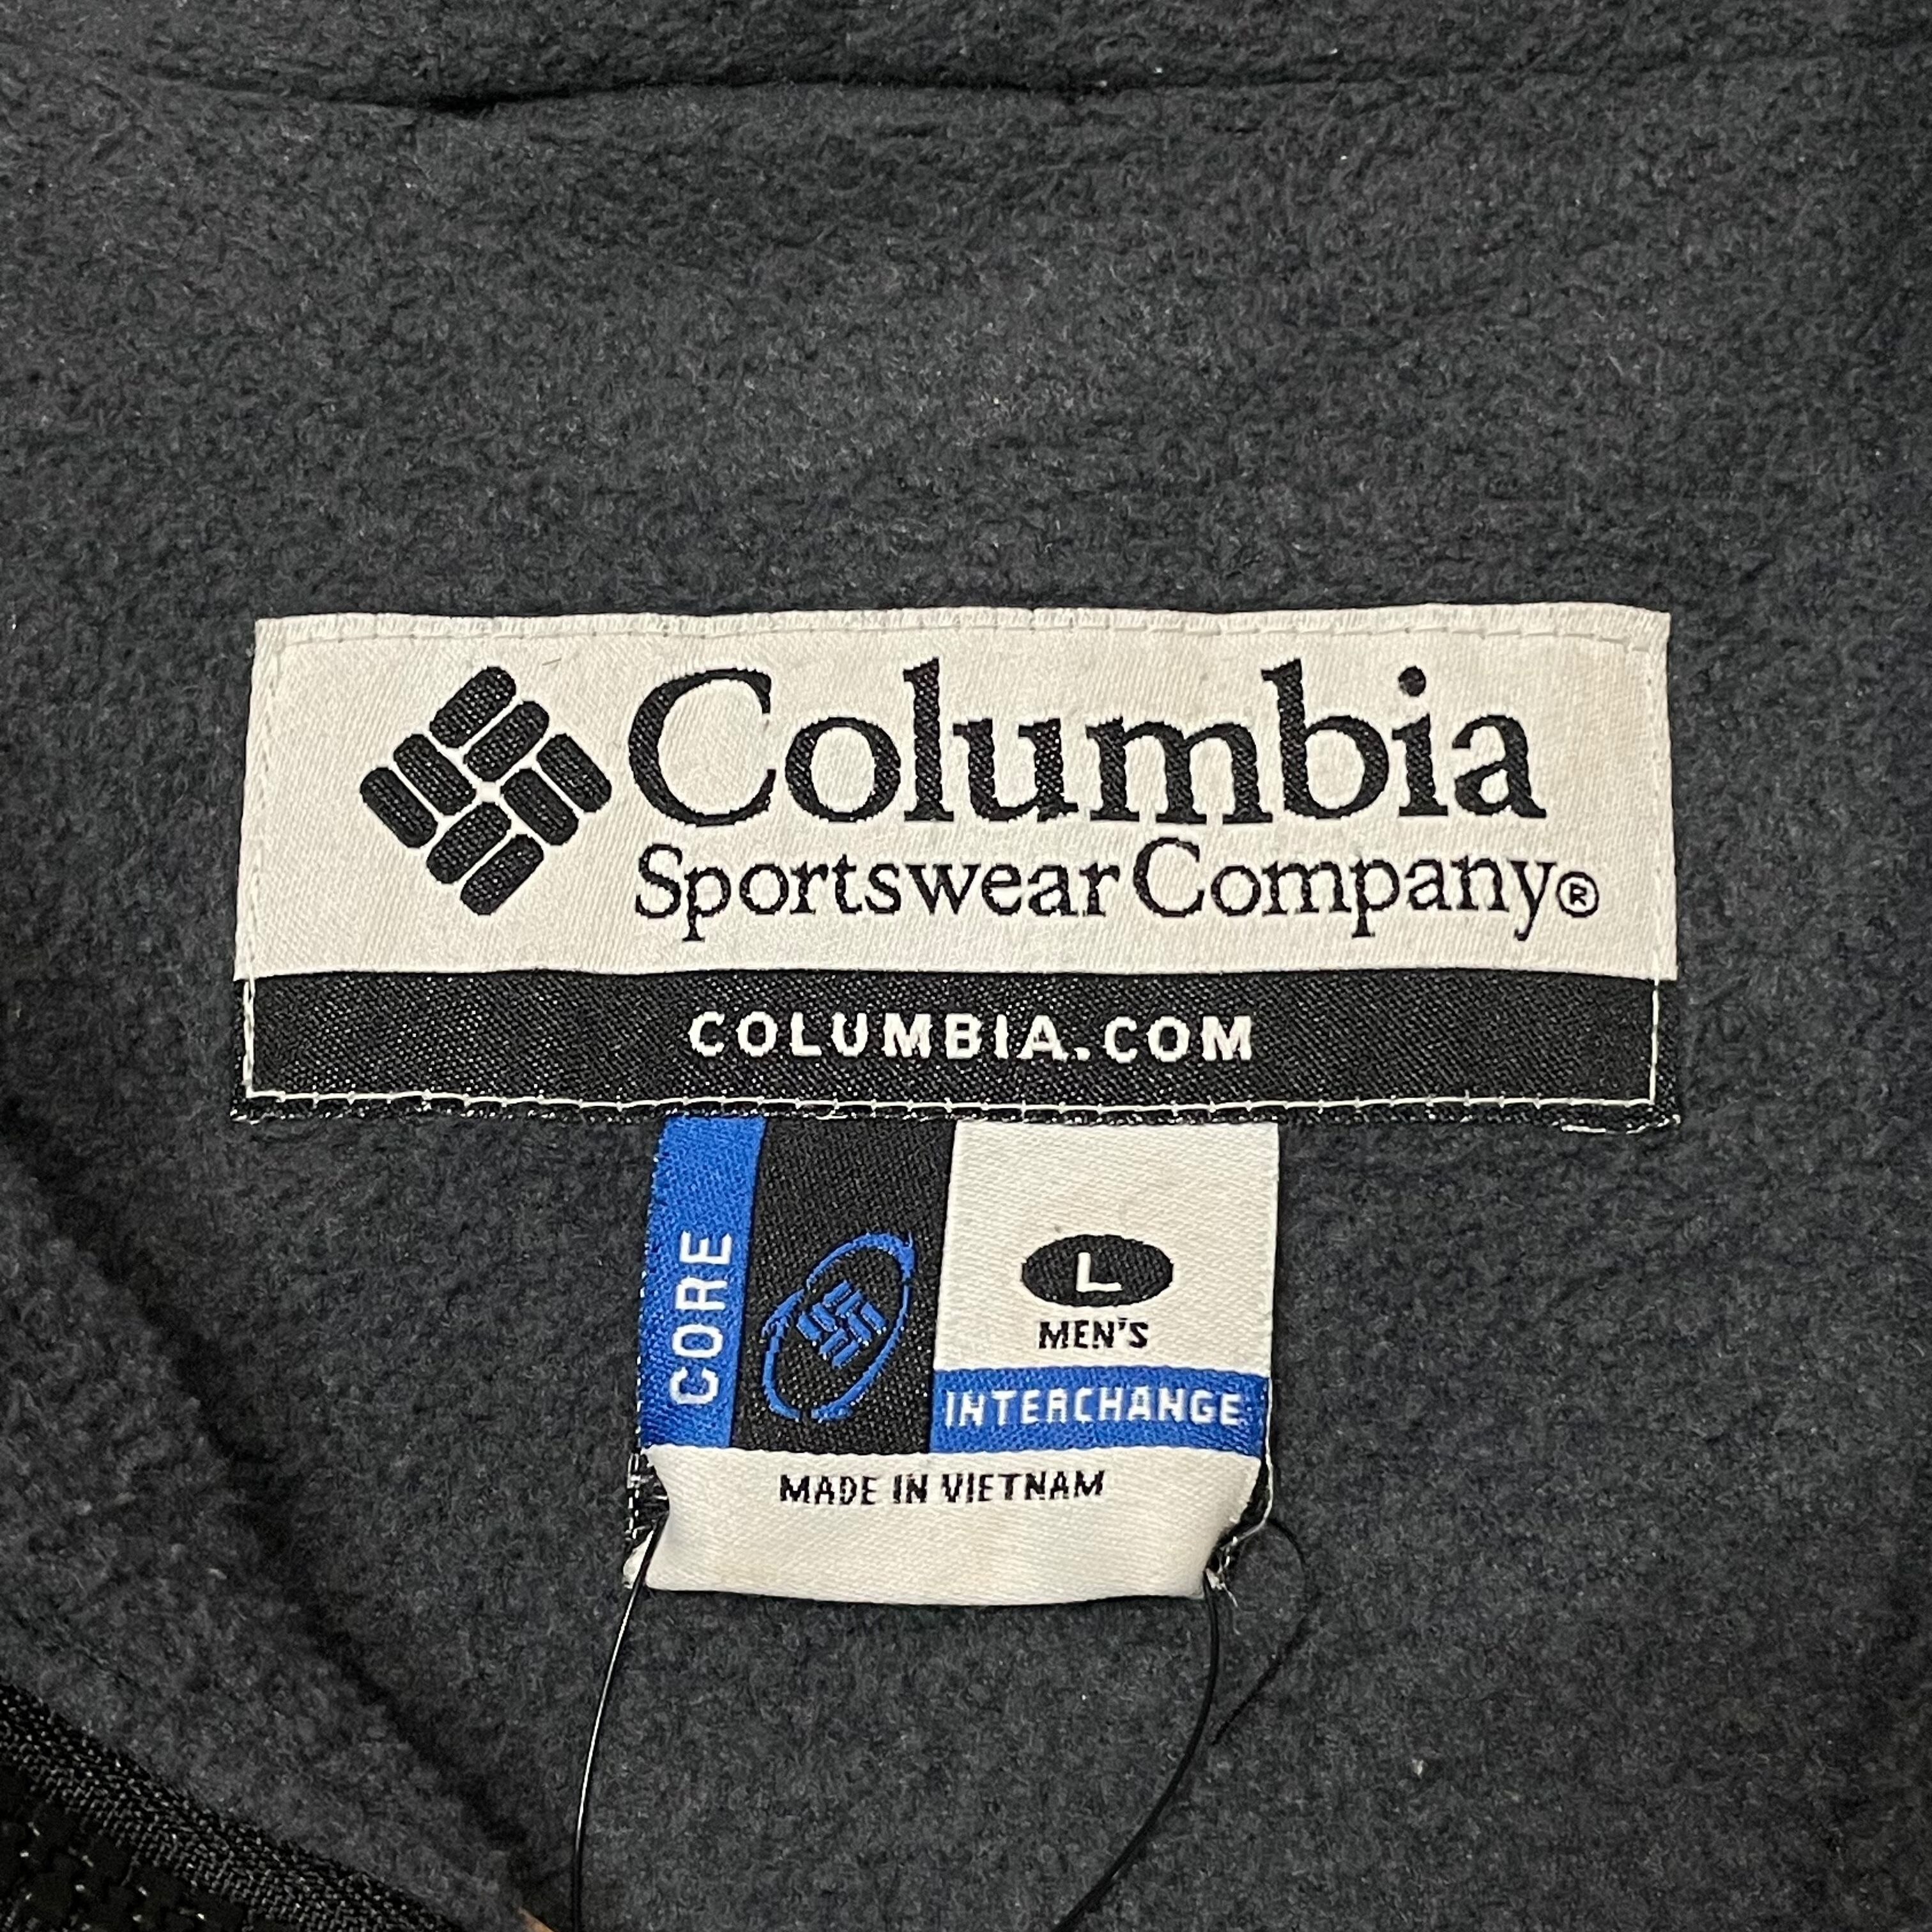 Columbia
Sportswear Company®
COLUMBIA.COM
CORE
L
MEN'S
INTERCHANGE
MADE IN VIETNAM